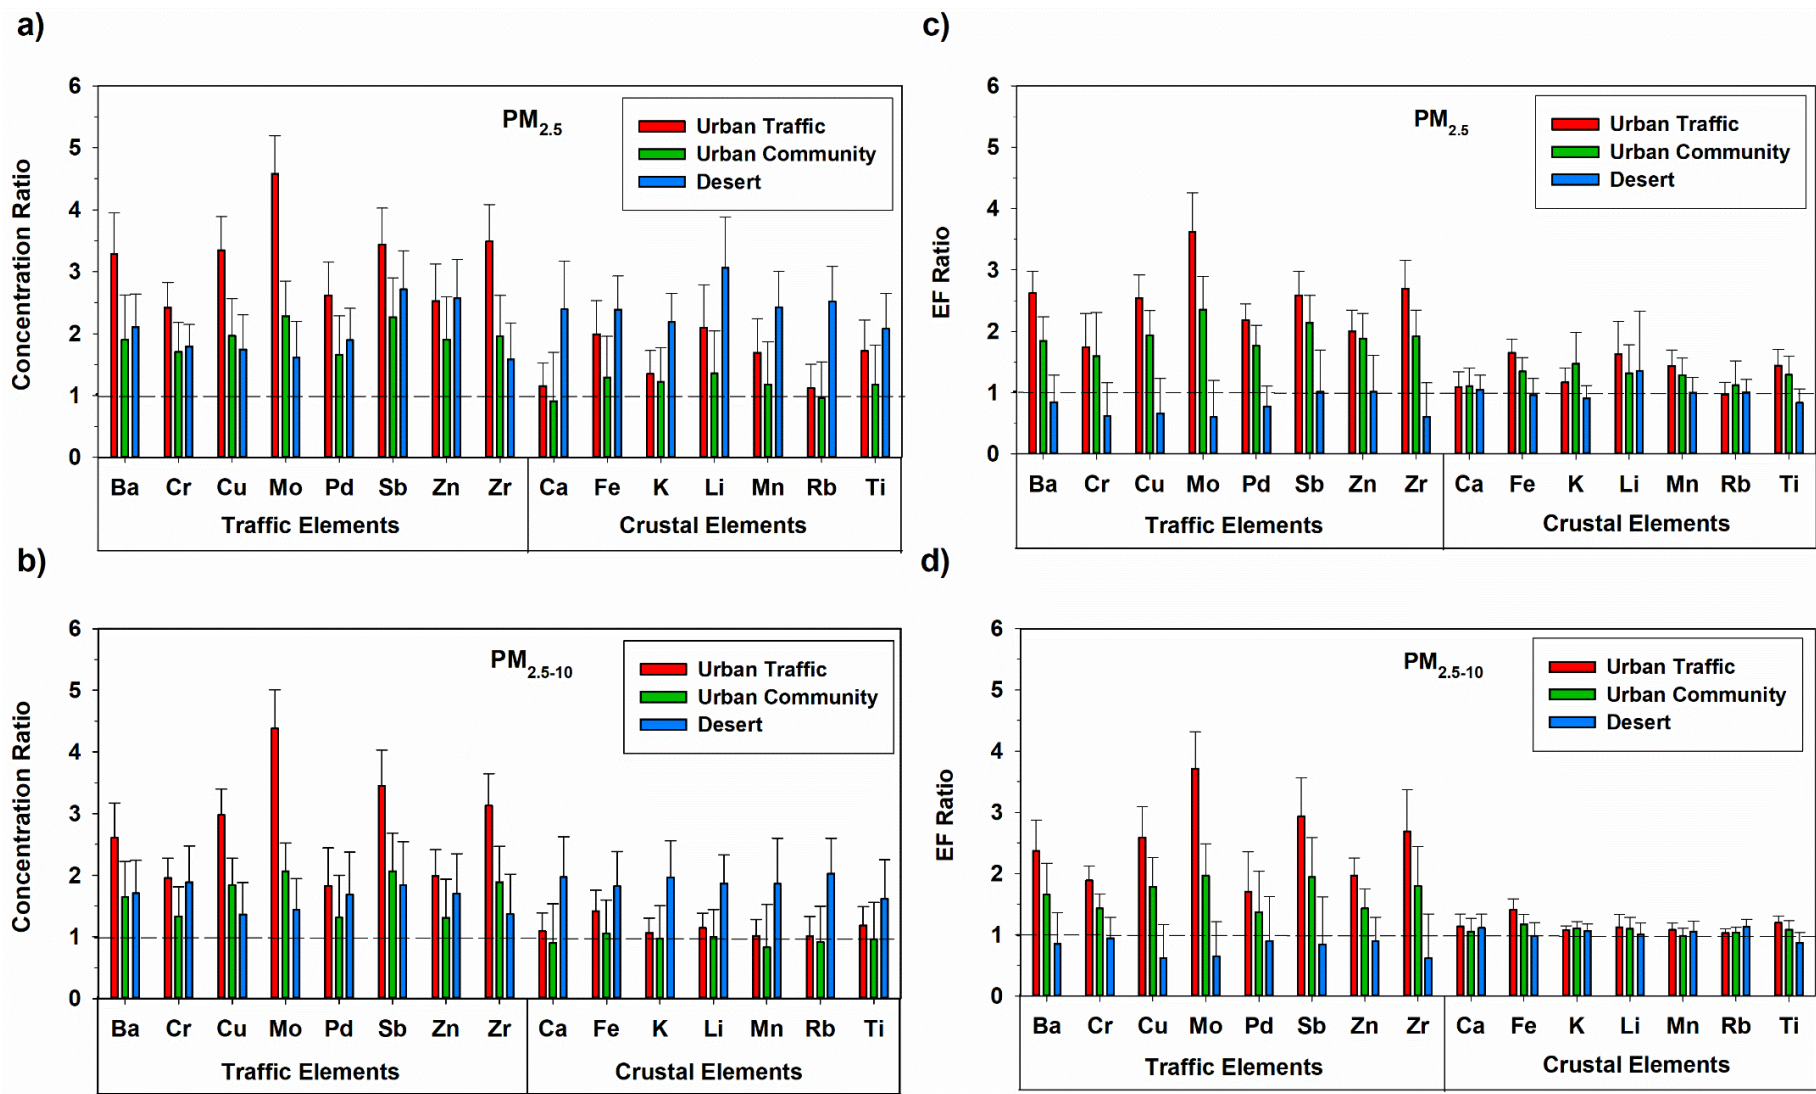 a)
6
5
4
3
2
1
0
Concentration Ratio
PM2.5
Urban Traffic
Urban Community
Desert
Ba Cr Cu Mo Pd Sb Zn Zr Ca Fe K Li Mn Rb Ti
Traffic Elements Crustal Elements
b)
6
5
4
3
2
1
0
Concentration Ratio
PM2.5-10
Urban Traffic
Urban Community
Desert
Ba Cr Cu Mo Pd Sb Zn Zr Ca Fe K Li Mn Rb Ti
Traffic Elements Crustal Elements
c)
6
5
4
3
2
1
0
EF Ratio
PM2.5
Urban Traffic
Urban Community
Desert
Ba Cr Cu Mo Pd Sb Zn Zr Ca Fe K Li Mn Rb Ti
Traffic Elements Crustal Elements
d)
6
5
4
3
2
1
0
EF Ratio
PM2.5-10
Urban Traffic
Urban Community
Desert
Ba Cr Cu Mo Pd Sb Zn Zr Ca Fe K Li Mn Rb Ti
Traffic Elements Crustal Elements